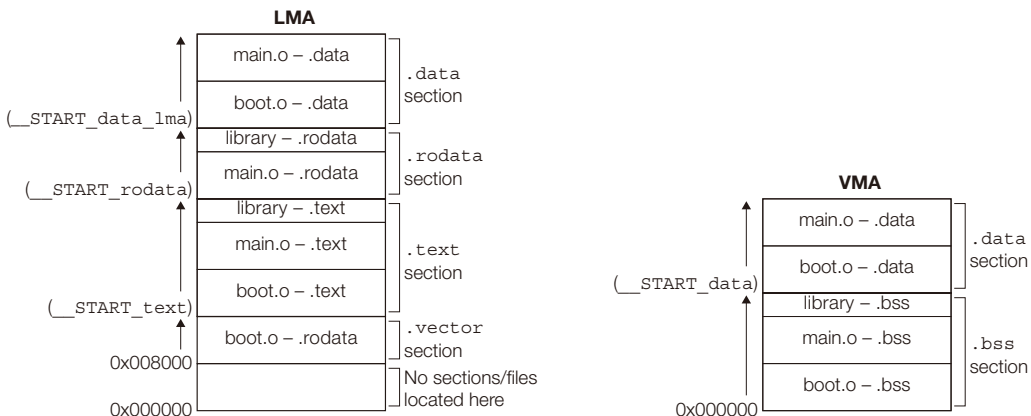 LMA
main.o – .data
boot.o – .data
.data
section
(__START_data_lma)
library – .rodata
main.o – .rodata
.rodata
section
(__START_rodata)
library – .text
main.o – .text
boot.o – .text
.text
section
(__START_text)
boot.o – .rodata
.vector
section
0x008000
No sections/files
located here
0x000000
VMA
main.o – .data
boot.o – .data
.data
section
(__START_data)
library – .bss
main.o – .bss
boot.o – .bss
.bss
section
0x000000